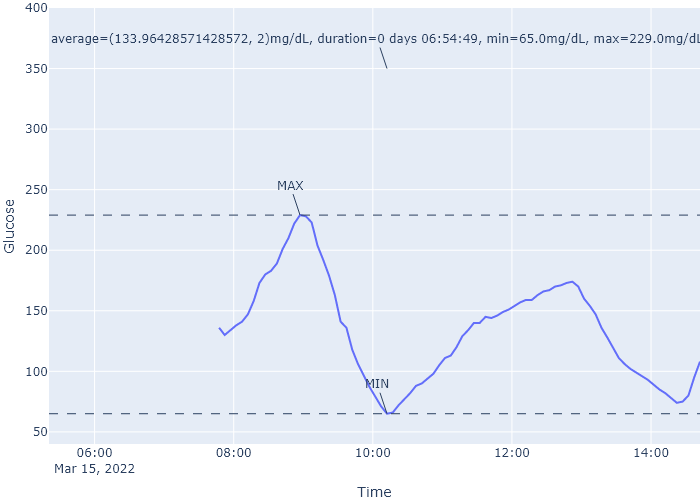 400
average=(133.96428571428572, 2)mg/dL, duration=0 days 06:54:49, min=65.0mg/dL, max=229.0mg/dL
350
300
250
MAX
200
150
100
MIN
50
Glucose
06:00 08:00 10:00 12:00 14:00
Mar 15, 2022
Time